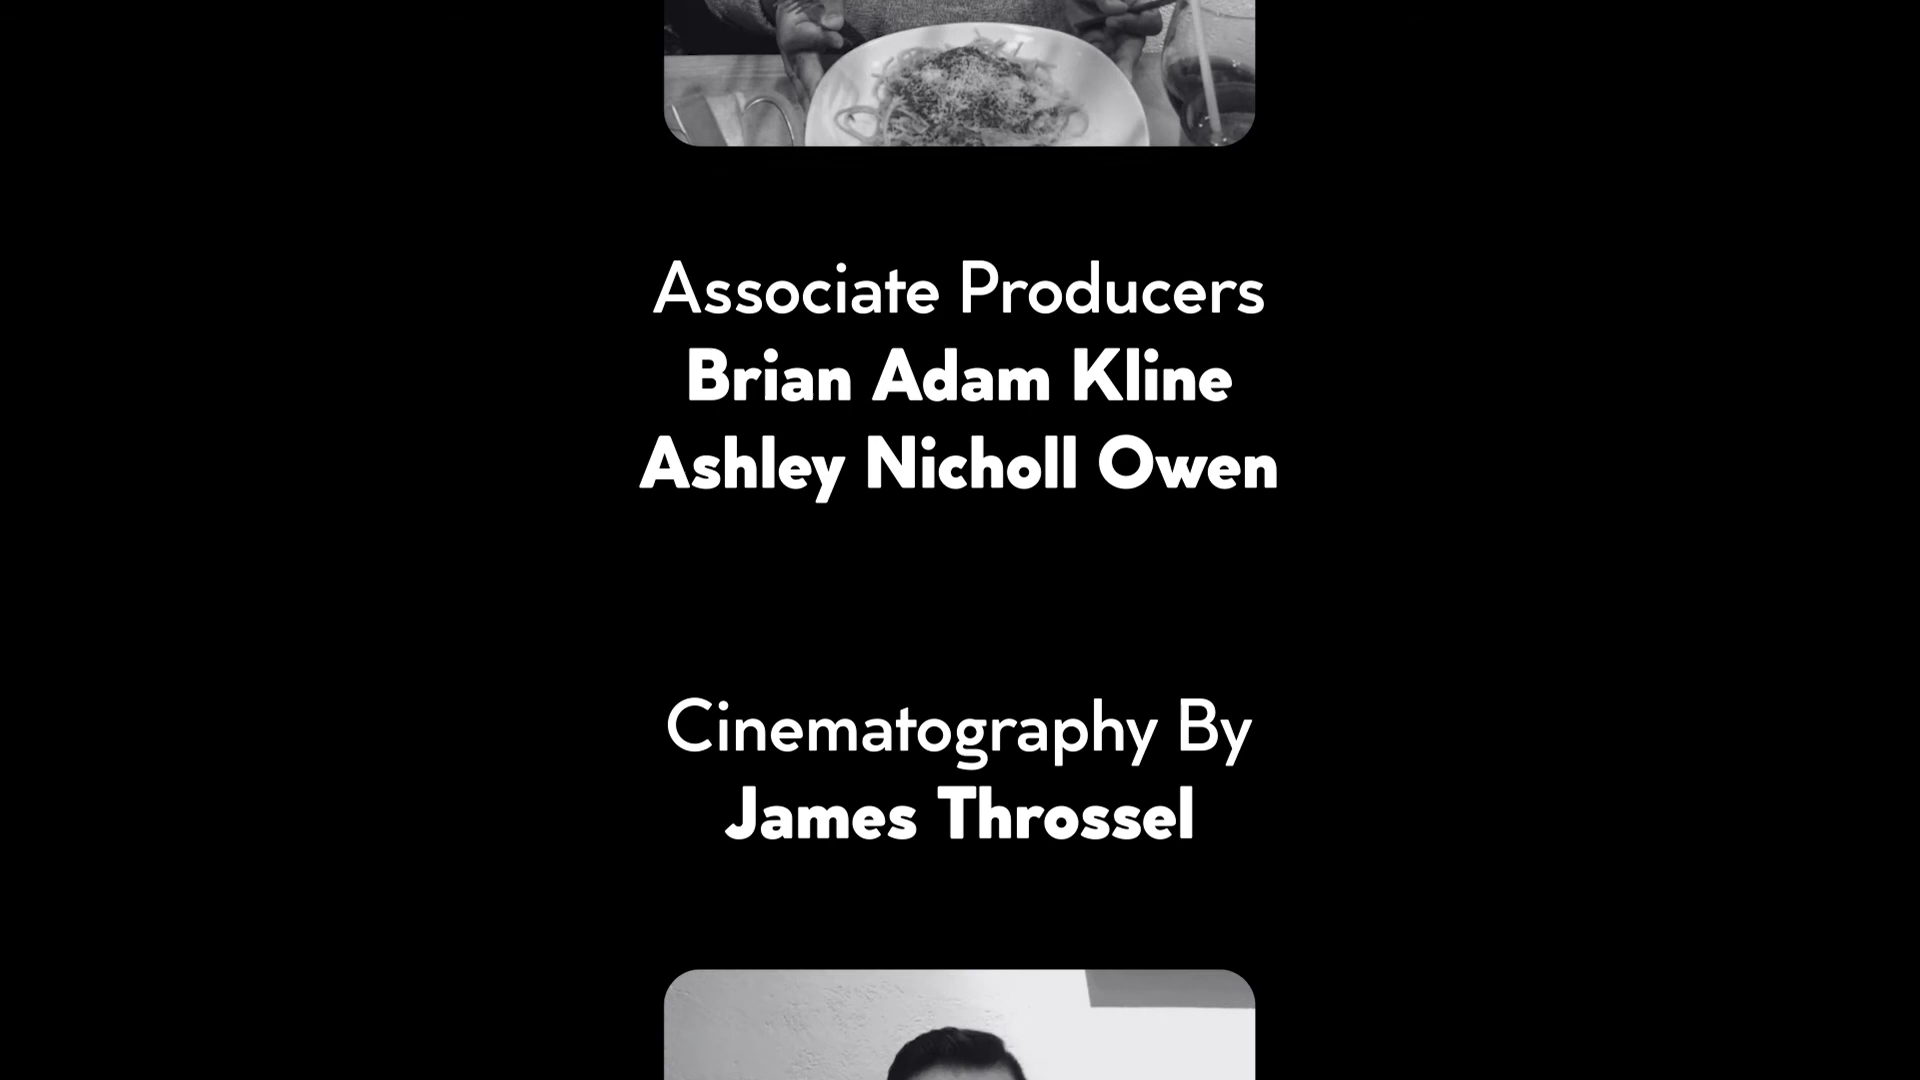 Associate Producers
Brian Adam Kline
Ashley Nicholl Owen
Cinematography By
James Throssel